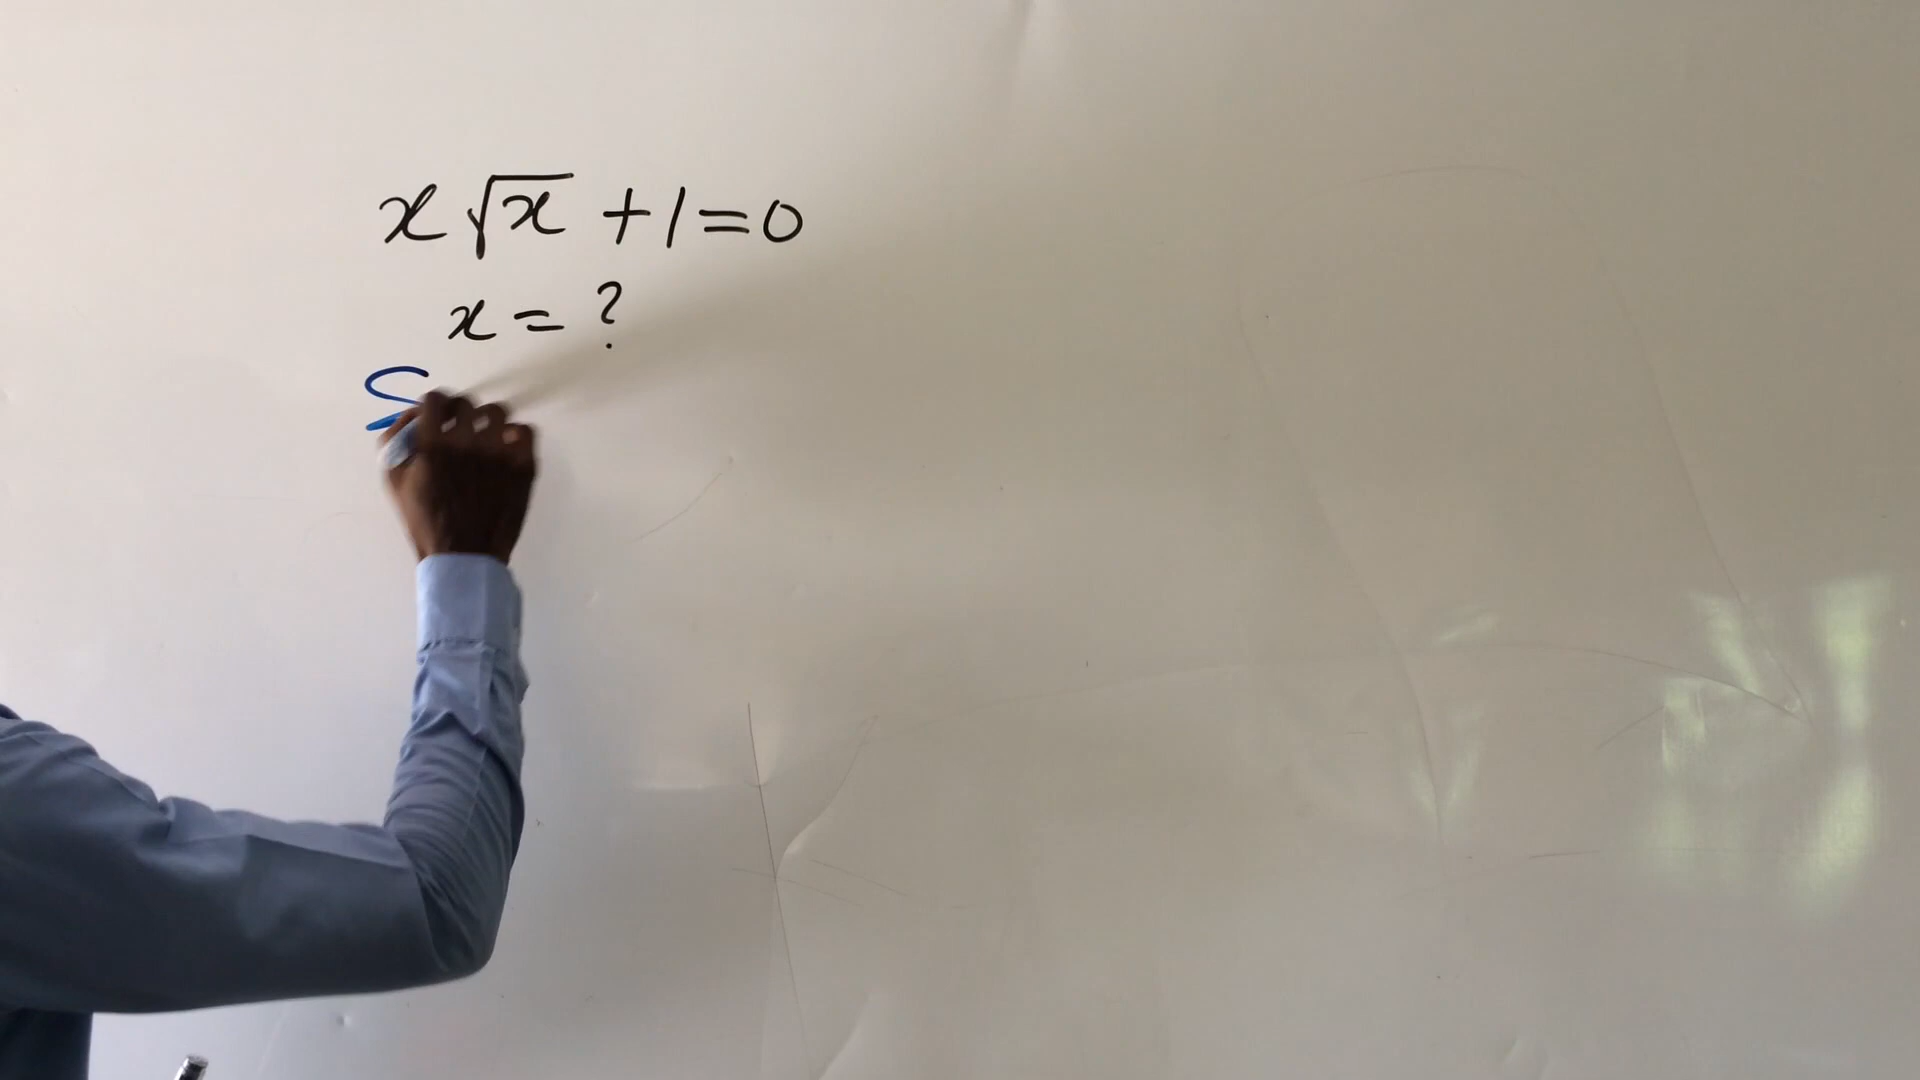 x√x + 1 = 0
x = ?
S